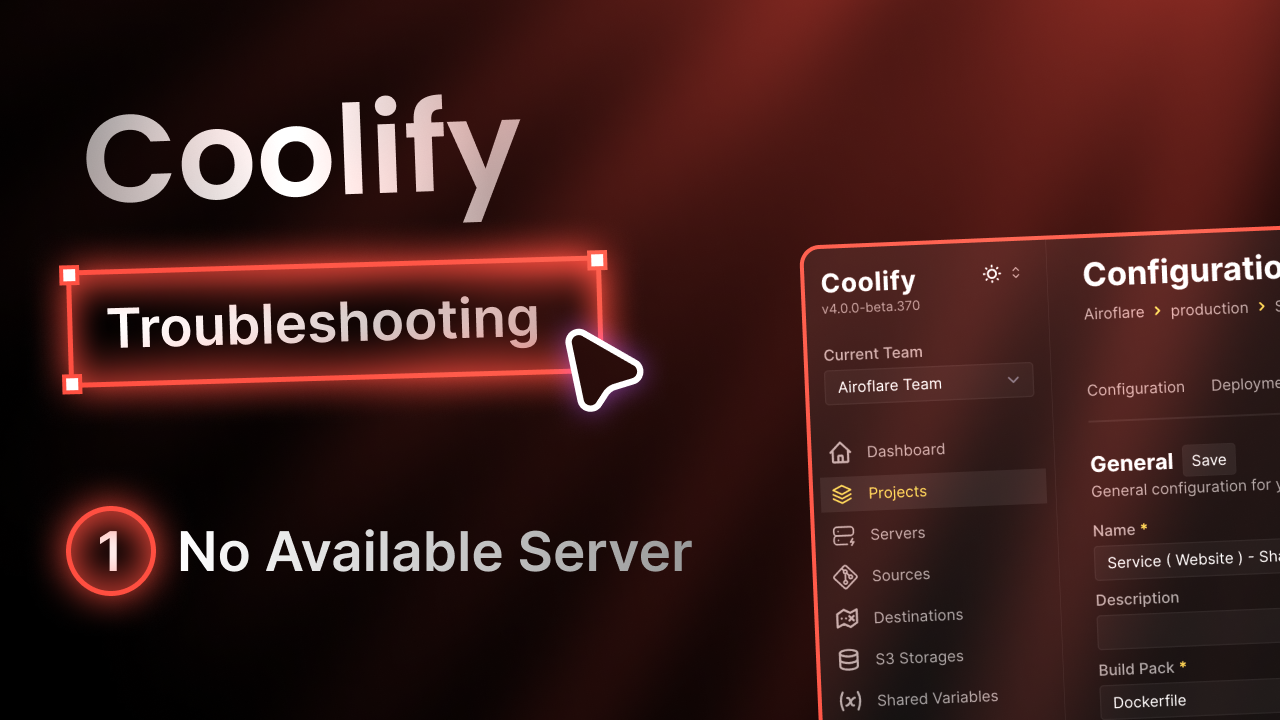 Coolify
Troubleshooting
1 No Available Server
Coolify
v4.0.0-beta.370
Current Team
Airoflare Team
Dashboard
Projects
Servers
Sources
Destinations
S3 Storages
Shared Variables
Configuratio
Airoflare > production > S
Configuration Deployme
General Save
General configuration for y
Name *
Service ( Website ) - Sha
Description
Build Pack *
Dockerfile